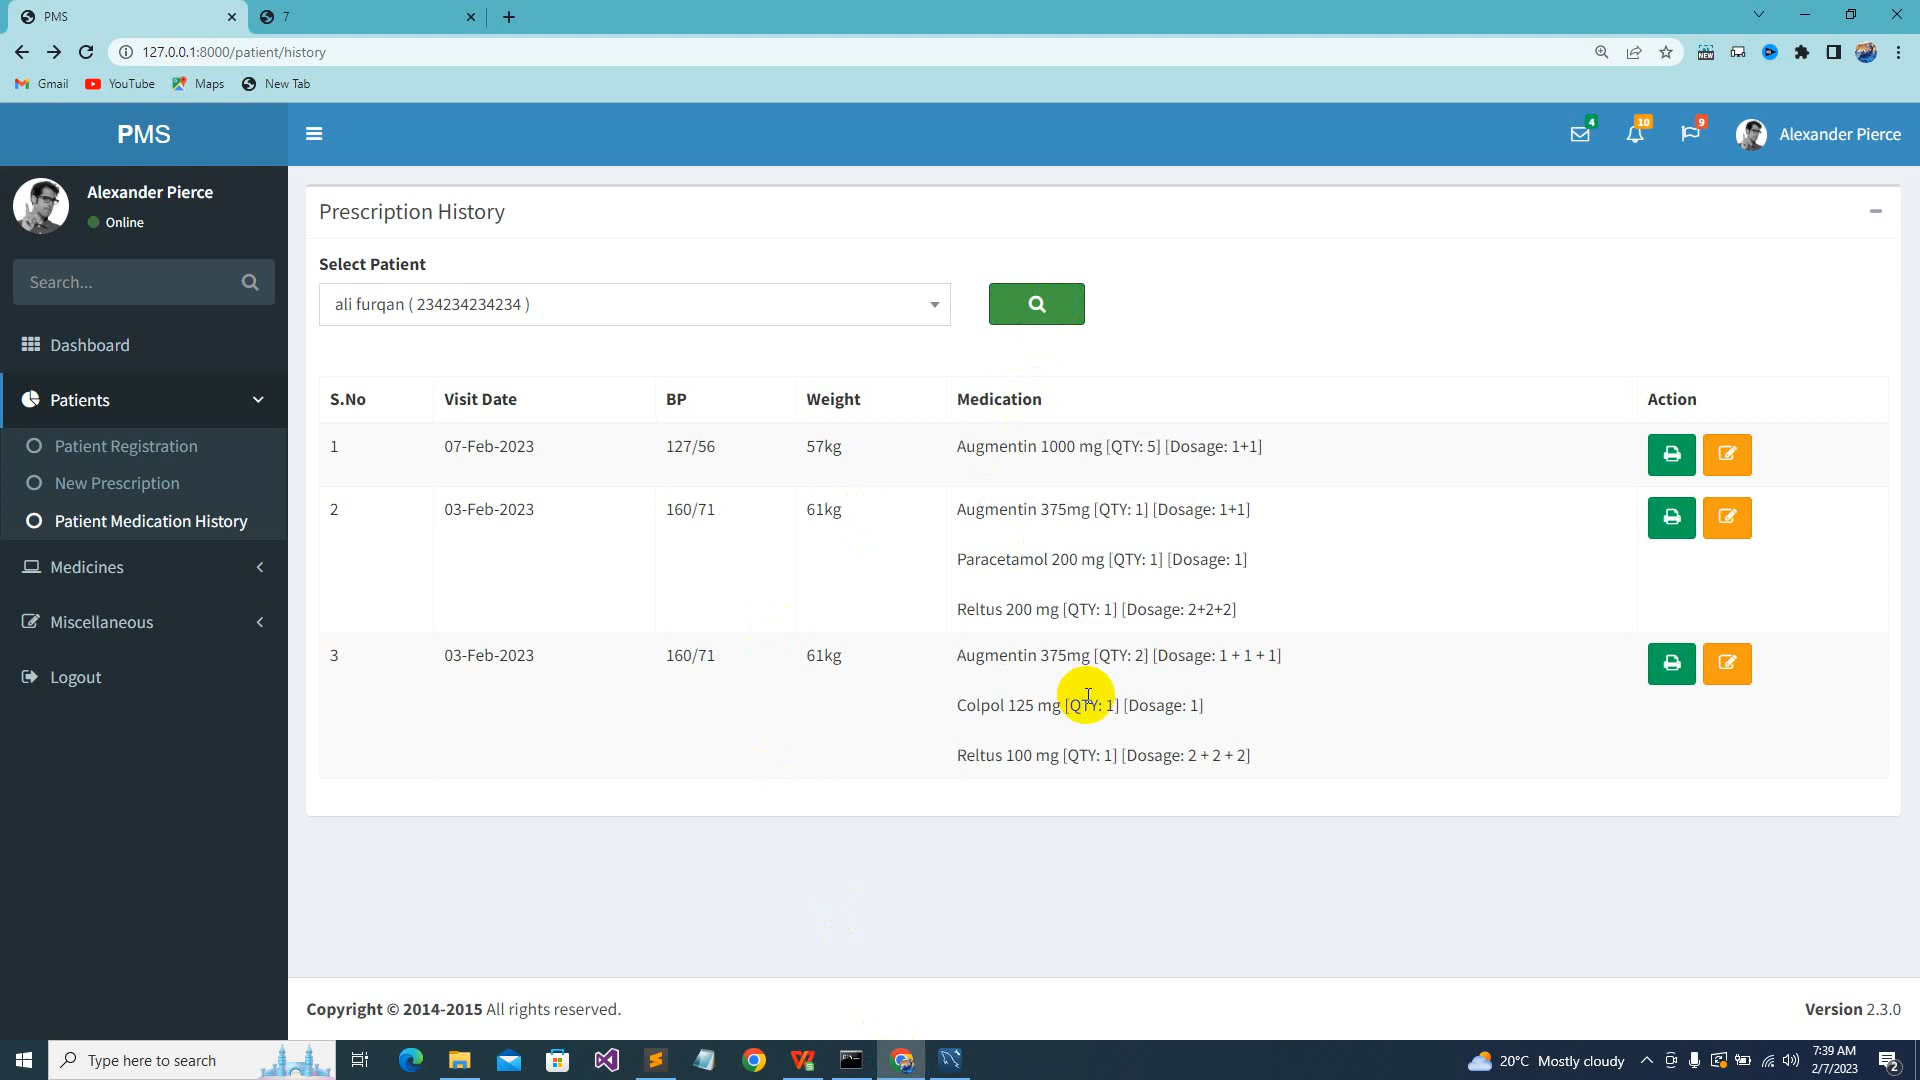 PMS
7
127.0.0.1:8000/patient/history
NEW
Gmail
YouTube
Maps
New Tab
PMS
4
10
9
Alexander Pierce
Alexander Pierce
Online
Search...
Dashboard
Patients
Patient Registration
New Prescription
Patient Medication History
Medicines
Miscellaneous
Logout
Prescription History
Select Patient
ali furqan ( 234234234234 )
S.No Visit Date BP Weight Medication Action
1 07-Feb-2023 127/56 57kg Augmentin 1000 mg [QTY: 5] [Dosage: 1+1]
2 03-Feb-2023 160/71 61kg Augmentin 375mg [QTY: 1] [Dosage: 1+1]
Paracetamol 200 mg [QTY: 1] [Dosage: 1]
Reltus 200 mg [QTY: 1] [Dosage: 2+2+2]
3 03-Feb-2023 160/71 61kg Augmentin 375mg [QTY: 2] [Dosage: 1 + 1 + 1]
Colpol 125 mg [QTY: 1] [Dosage: 1]
Reltus 100 mg [QTY: 1] [Dosage: 2 + 2 + 2]
Copyright © 2014-2015 All rights reserved.
Version 2.3.0
Type here to search
20°C Mostly cloudy
7:39 AM
2/7/2023
2